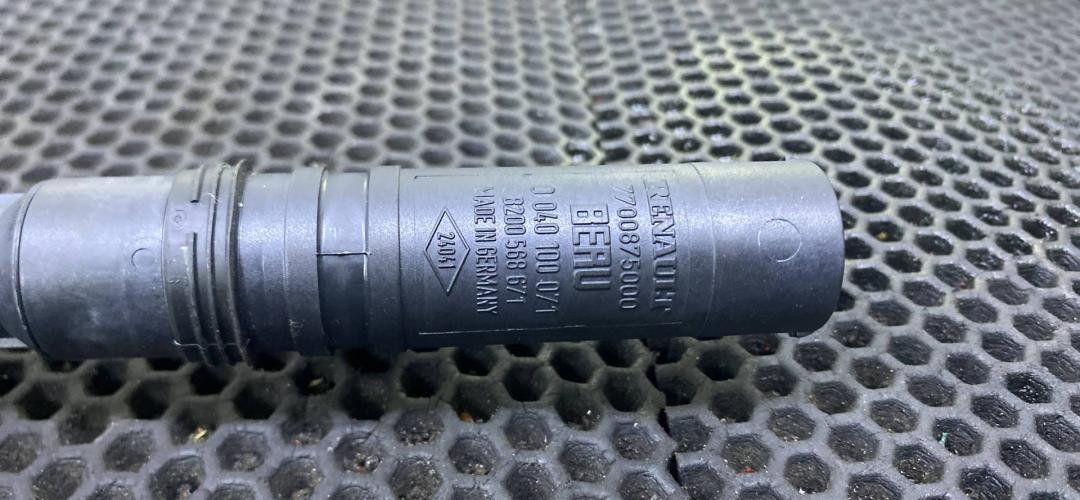 RENAULT
7700875000
BERU
0 040 100 071
8200 568 671
MADE IN GERMANY
24041